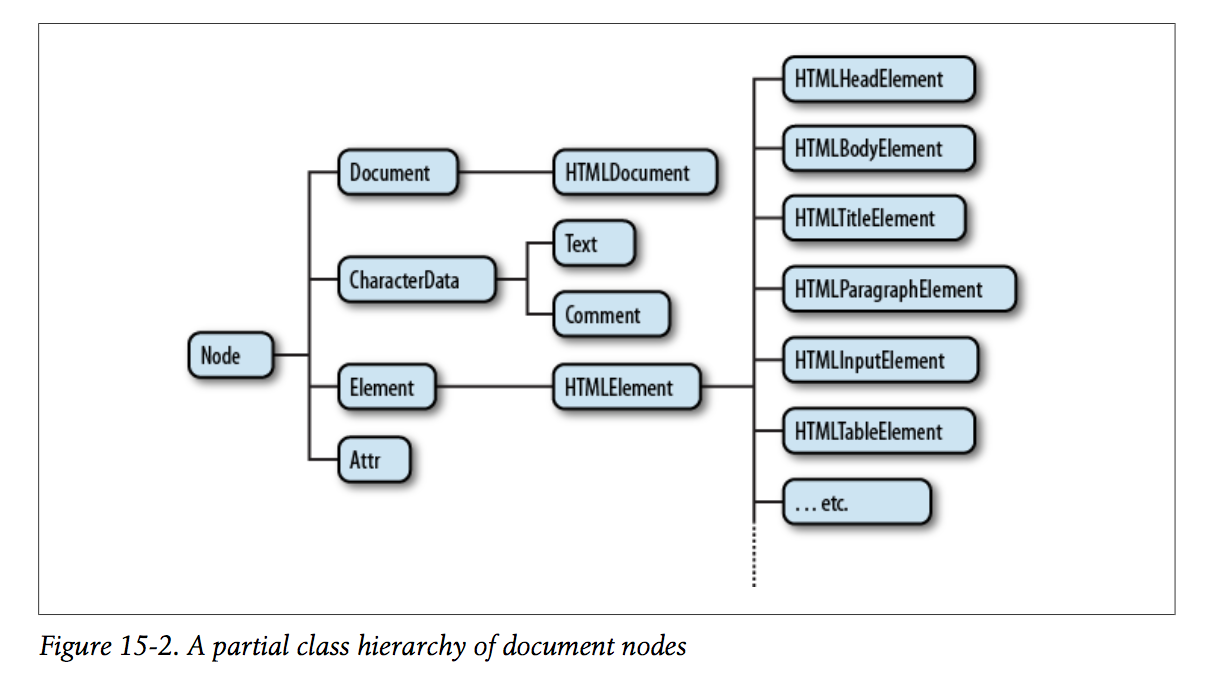 HTMLHeadElement
HTMLBodyElement
Document
HTMLDocument
HTMLTitleElement
Text
CharacterData
HTMLParagraphElement
Comment
Node
HTMLInputElement
Element
HTMLElement
HTMLTableElement
Attr
. . . etc.
Figure 15-2. A partial class hierarchy of document nodes